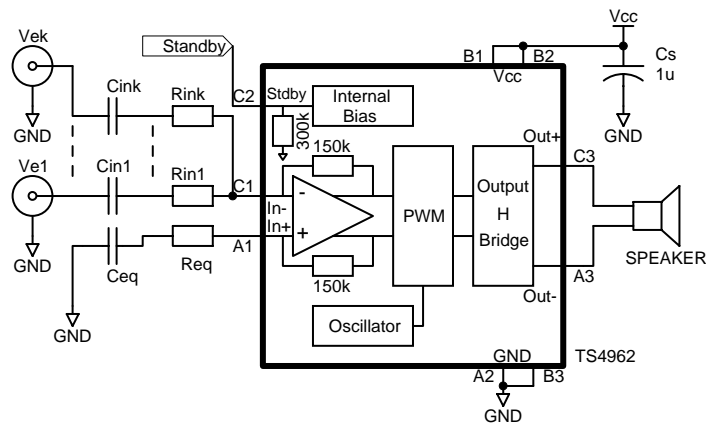 Vcc
Vek
Standby
B1
B2
Vcc
Cs
1u
Cink
Rink
C2
Stdby
Internal
Bias
300k
GND
GND
Out+
150k
C3
Ve1
Cin1
Rin1
C1
In-
In+
-
+
PWM
Output
H
Bridge
A1
GND
Ceq
Req
150k
SPEAKER
A3
Out-
GND
Oscillator
GND
TS4962
A2
B3
GND